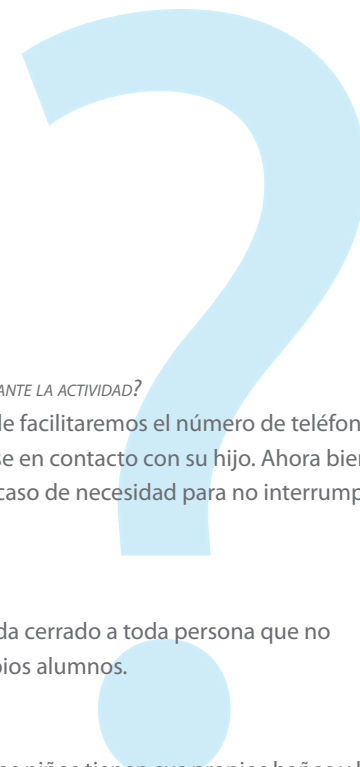 ANTE LA ACTIVIDAD?
le facilitaremos el número de teléfon
se en contacto con su hijo. Ahora bien
caso de necesidad para no interrump
da cerrado a toda persona que no
pios alumnos.